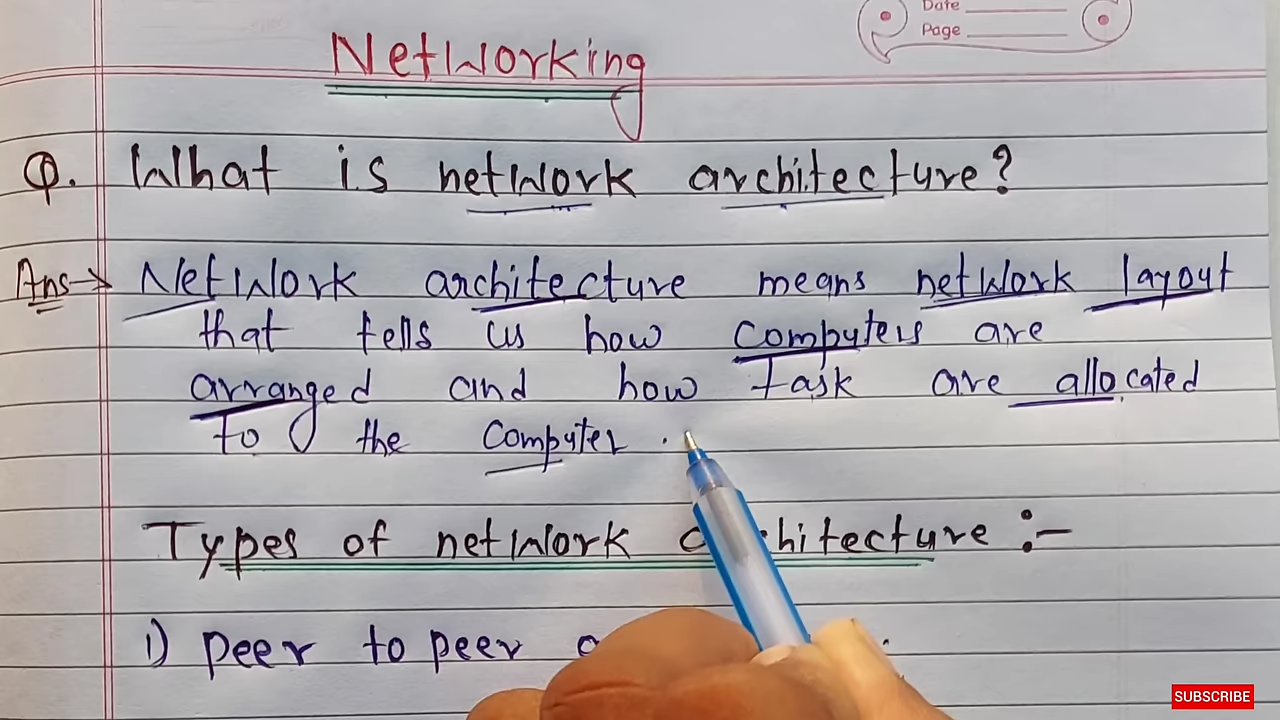 Date
Page
Networking
Q. What is network architecture?
Ans→ Network architecture means network layout
that tells us how computers are
arranged and how task are allocated
to the computer.
Types of network architecture :-
1) peer to peer
SUBSCRIBE